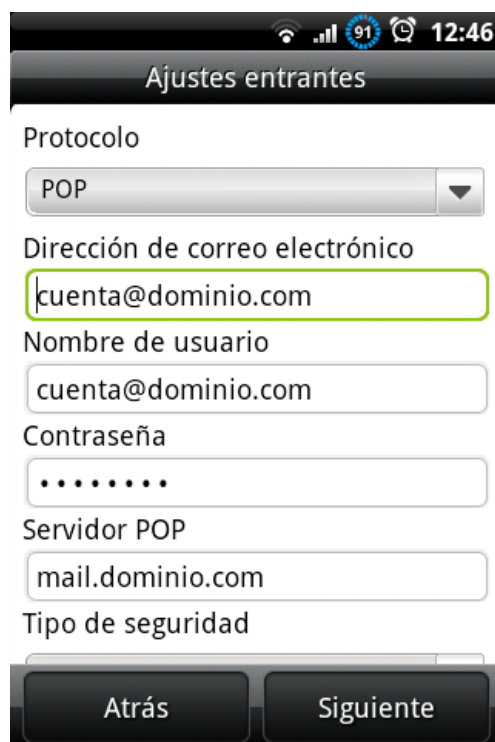 91 12:46
Ajustes entrantes
Protocolo
POP
Dirección de correo electrónico
cuenta@dominio.com
Nombre de usuario
cuenta@dominio.com
Contraseña
••••••••
Servidor POP
mail.dominio.com
Tipo de seguridad
Atrás Siguiente